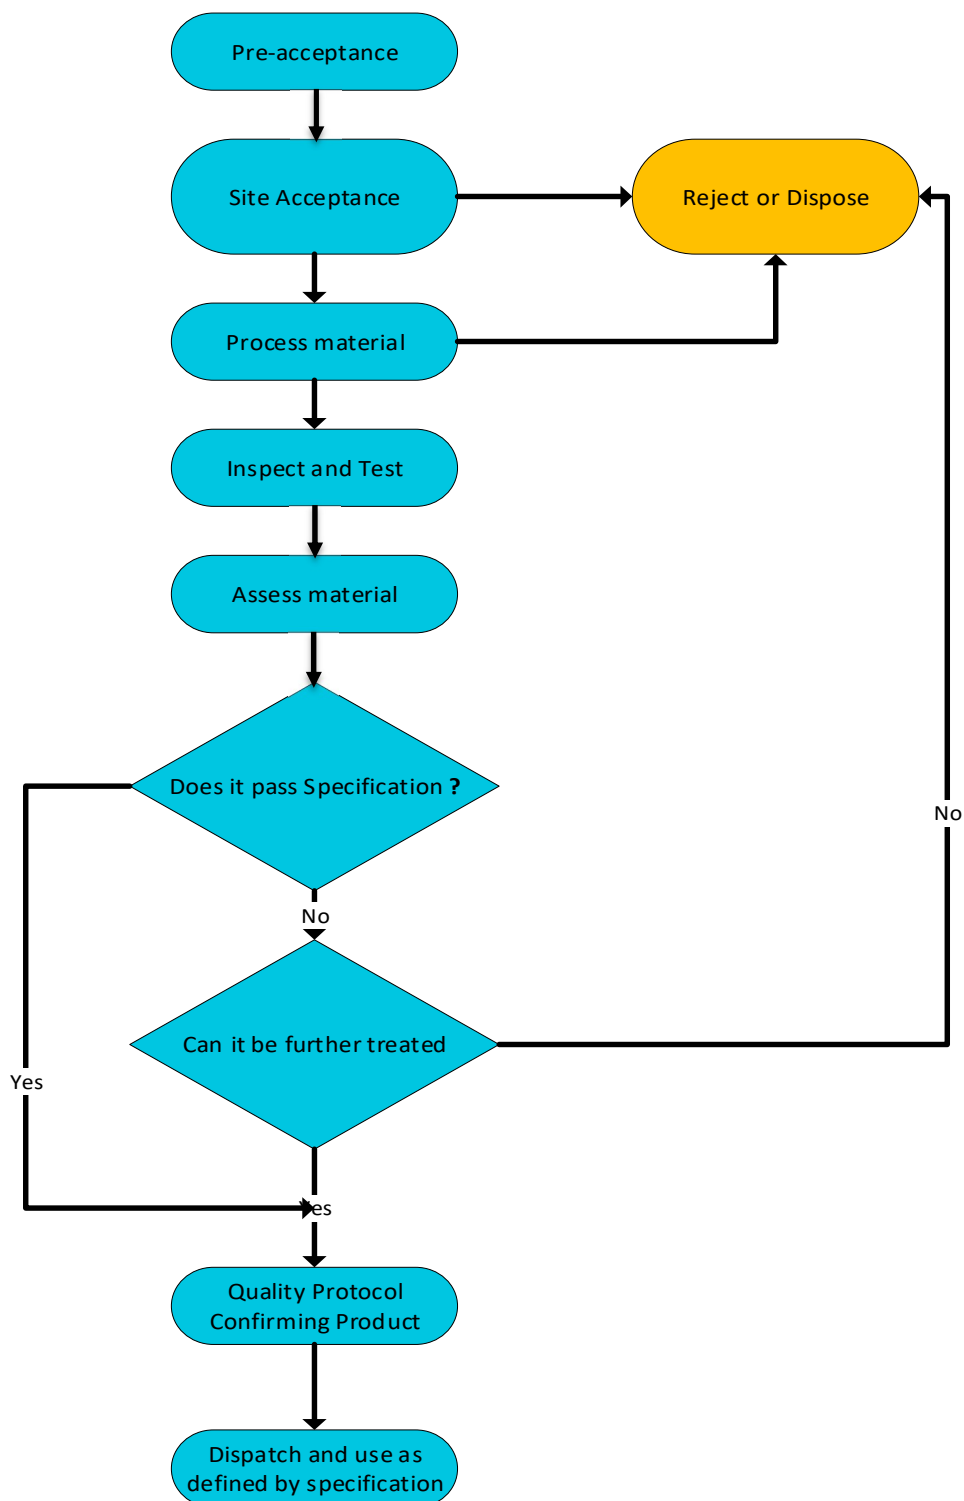 Pre-acceptance
Site Acceptance
Reject or Dispose
Process material
Inspect and Test
Assess material
Does it pass Specification ?
No
No
Can it be further treated
Yes
Yes
Quality Protocol
Confirming Product
Dispatch and use as
defined by specification